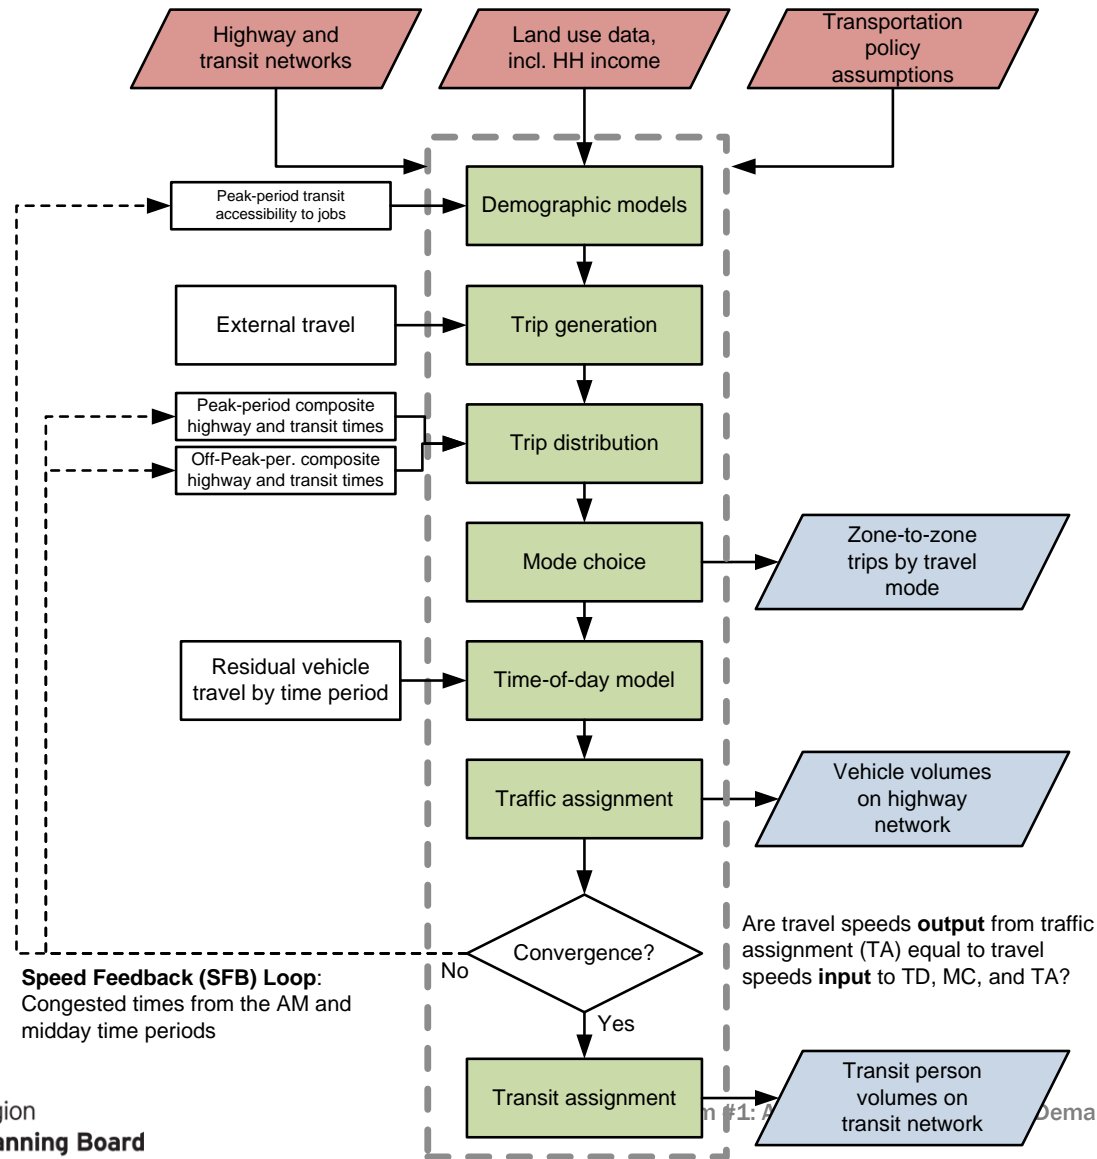 Highway and
transit networks
Land use data,
incl. HH income
Transportation
policy
assumptions
Peak-period transit
accessibility to jobs
Demographic models
External travel
Trip generation
Peak-period composite
highway and transit times
Off-Peak-per. composite
highway and transit times
Trip distribution
Mode choice
Zone-to-zone
trips by travel
mode
Residual vehicle
travel by time period
Time-of-day model
Traffic assignment
Vehicle volumes
on highway
network
Convergence?
No
Yes
Are travel speeds output from traffic
assignment (TA) equal to travel
speeds input to TD, MC, and TA?
Speed Feedback (SFB) Loop:
Congested times from the AM and
midday time periods
Transit assignment
Transit person
volumes on
transit network
gion
anning Board
m #1: A
Dema